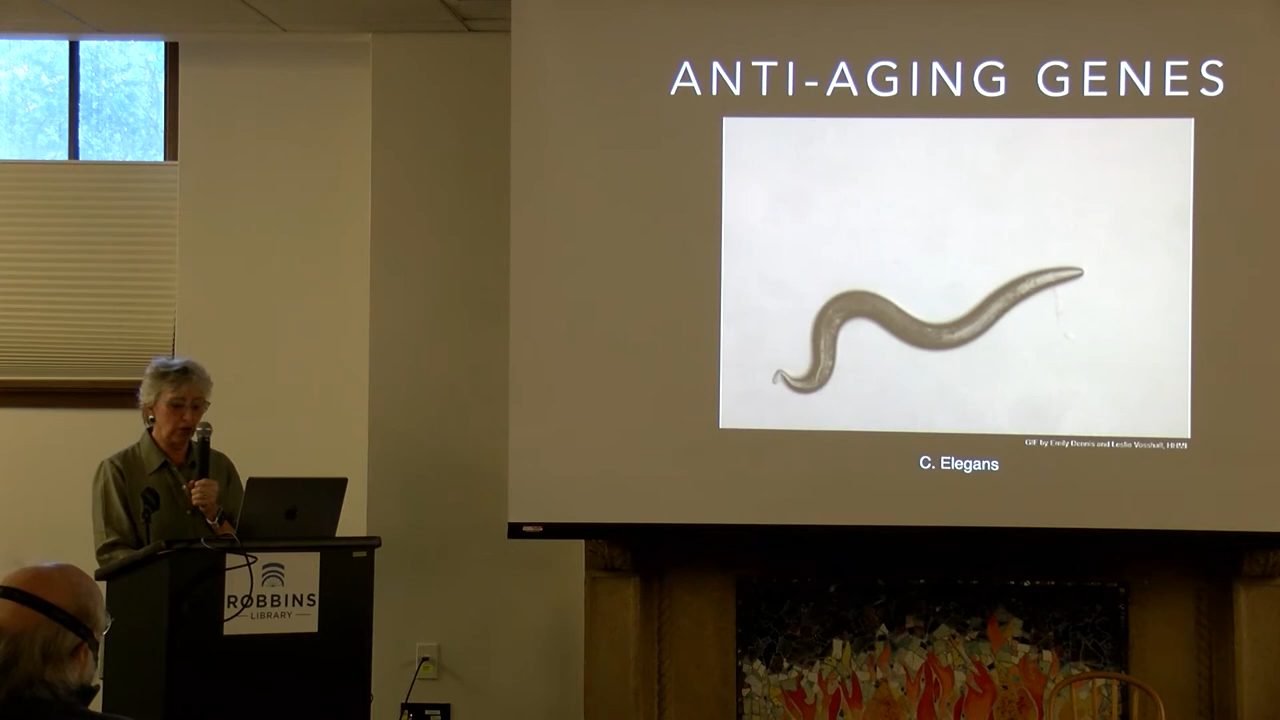 ANTI-AGING GENES
GIF by Emily Dennis and Leslie Vosshall, HHMI
C. Elegans
ROBBINS
LIBRARY